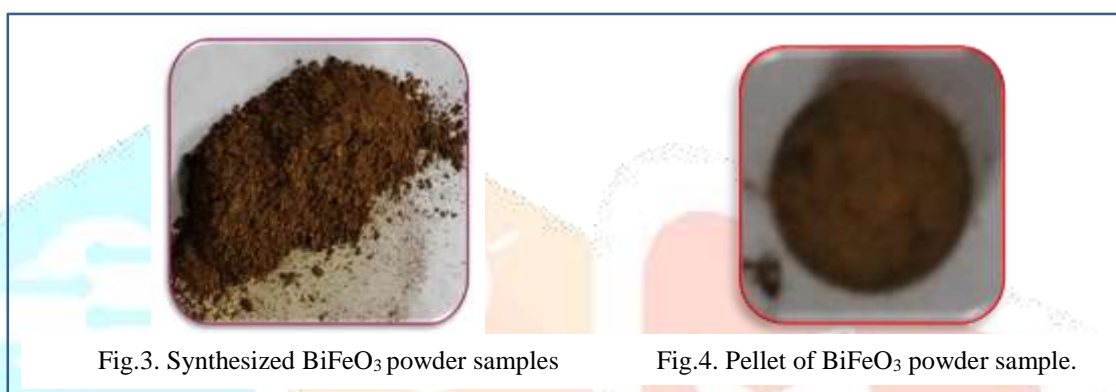 Fig.3. Synthesized BiFeO₃ powder samples
Fig.4. Pellet of BiFeO₃ powder sample.